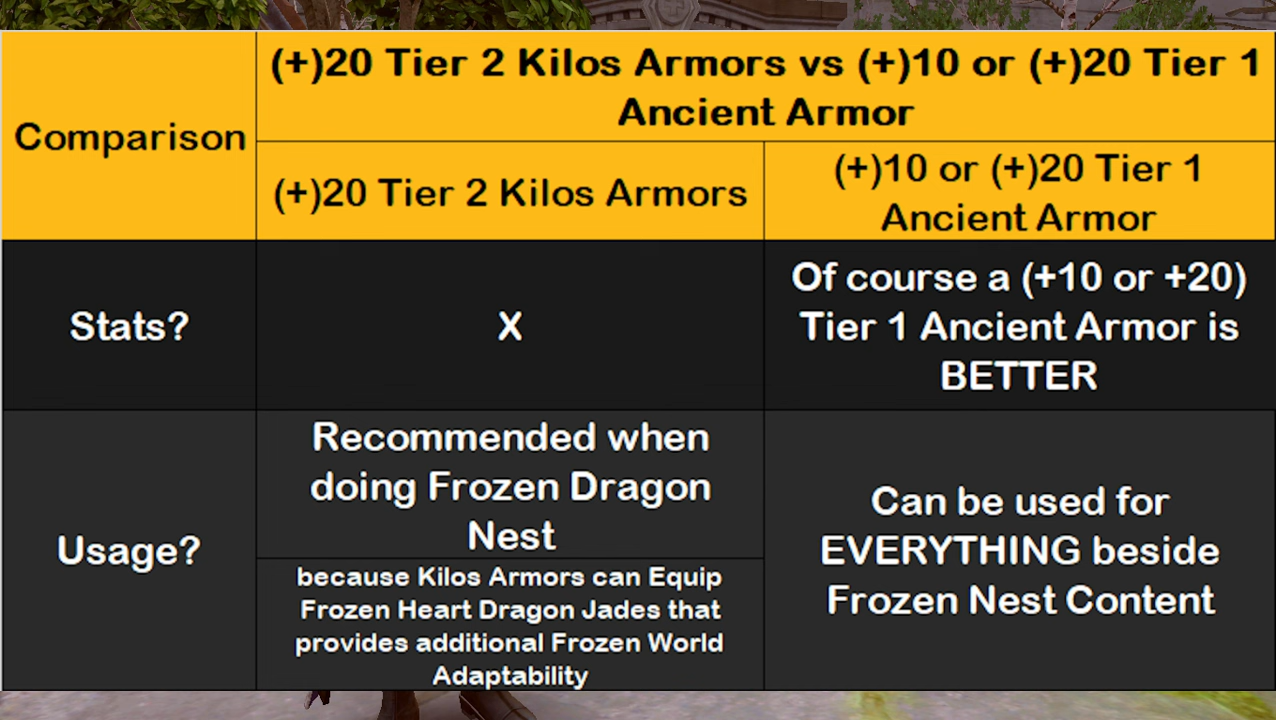 Comparison
(+)20 Tier 2 Kilos Armors vs (+)10 or (+)20 Tier 1
Ancient Armor
(+)20 Tier 2 Kilos Armors
(+)10 or (+)20 Tier 1
Ancient Armor
Stats?
X
Of course a (+10 or +20)
Tier 1 Ancient Armor is
BETTER
Usage?
Recommended when
doing Frozen Dragon
Nest
because Kilos Armors can Equip
Frozen Heart Dragon Jades that
provides additional Frozen World
Adaptability
Can be used for
EVERYTHING beside
Frozen Nest Content